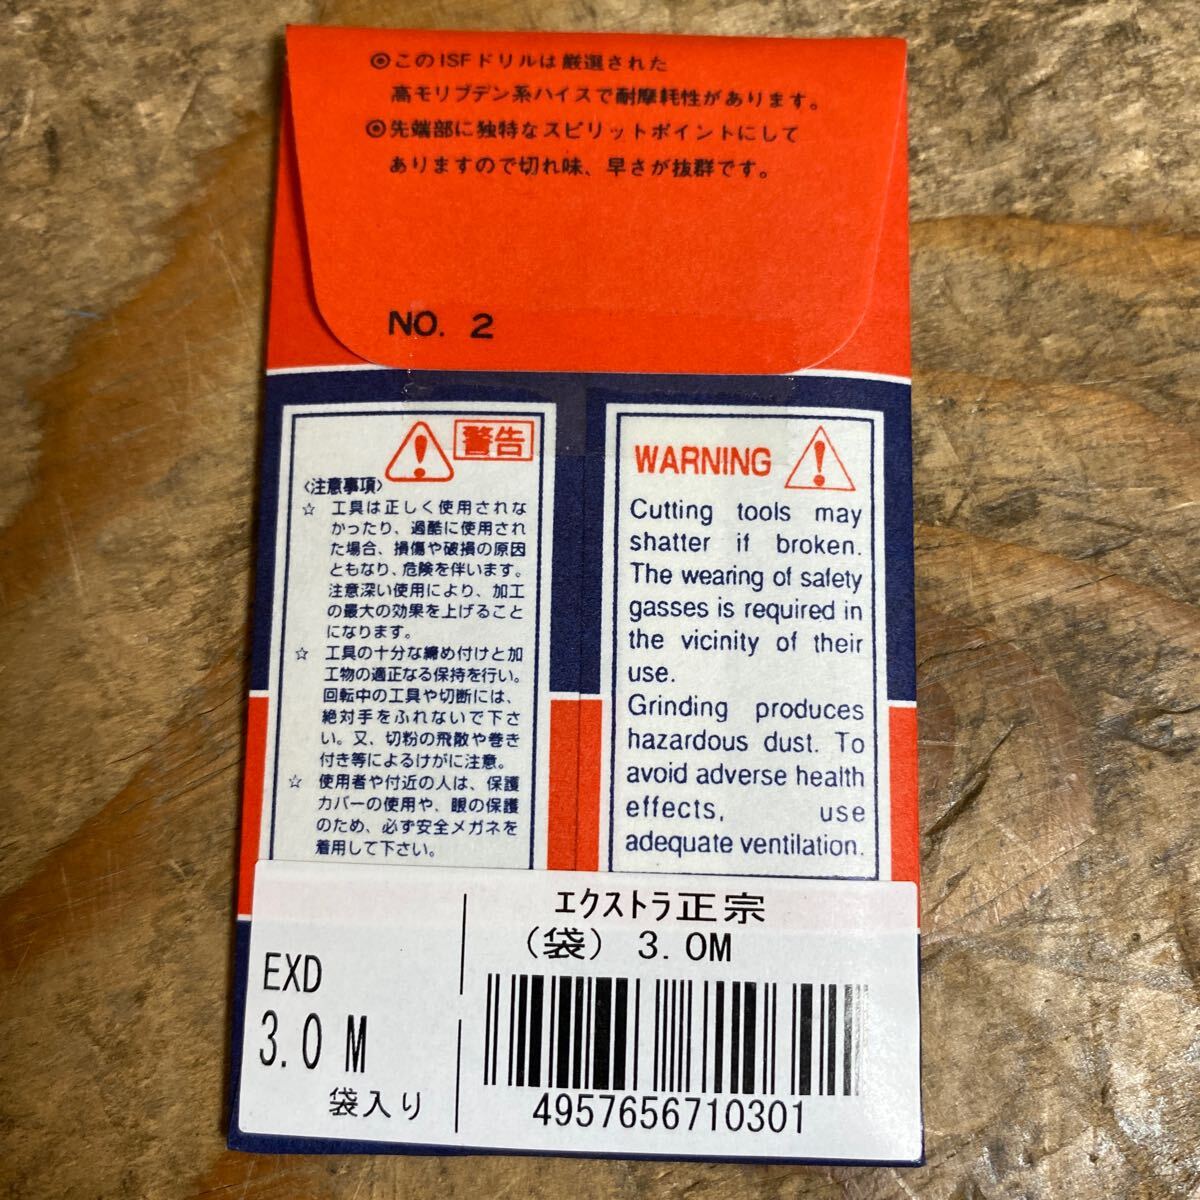 ◎このISFドリルは厳選された
高モリブデン系ハイスで耐摩耗性があります。
◎先端部に独特なスピリットポイントにして
ありますので切れ味、早さが抜群です。
NO. 2
警告
〈注意事項〉
☆ 工具は正しく使用されな
かったり、過酷に使用され
た場合、損傷や破損の原因
ともなり、危険を伴います。
注意深い使用により、加工
の最大の効果を上げること
になります。
☆ 工具の十分な締め付けと加
工物の適正なる保持を行い。
回転中の工具や切断には、
絶対手をふれないで下さ
い。又、切粉の飛散や巻き
付き等によるけがに注意。
☆ 使用者や付近の人は、保護
カバーの使用や、眼の保護
のため、必ず安全メガネを
着用して下さい。
WARNING
Cutting tools may
shatter if broken.
The wearing of safety
gasses is required in
the vicinity of their
use.
Grinding produces
hazardous dust. To
avoid adverse health
effects, use
adequate ventilation.
EXD
3.0 M
袋入り
エクストラ正宗
(袋) 3.0M
4957656710301